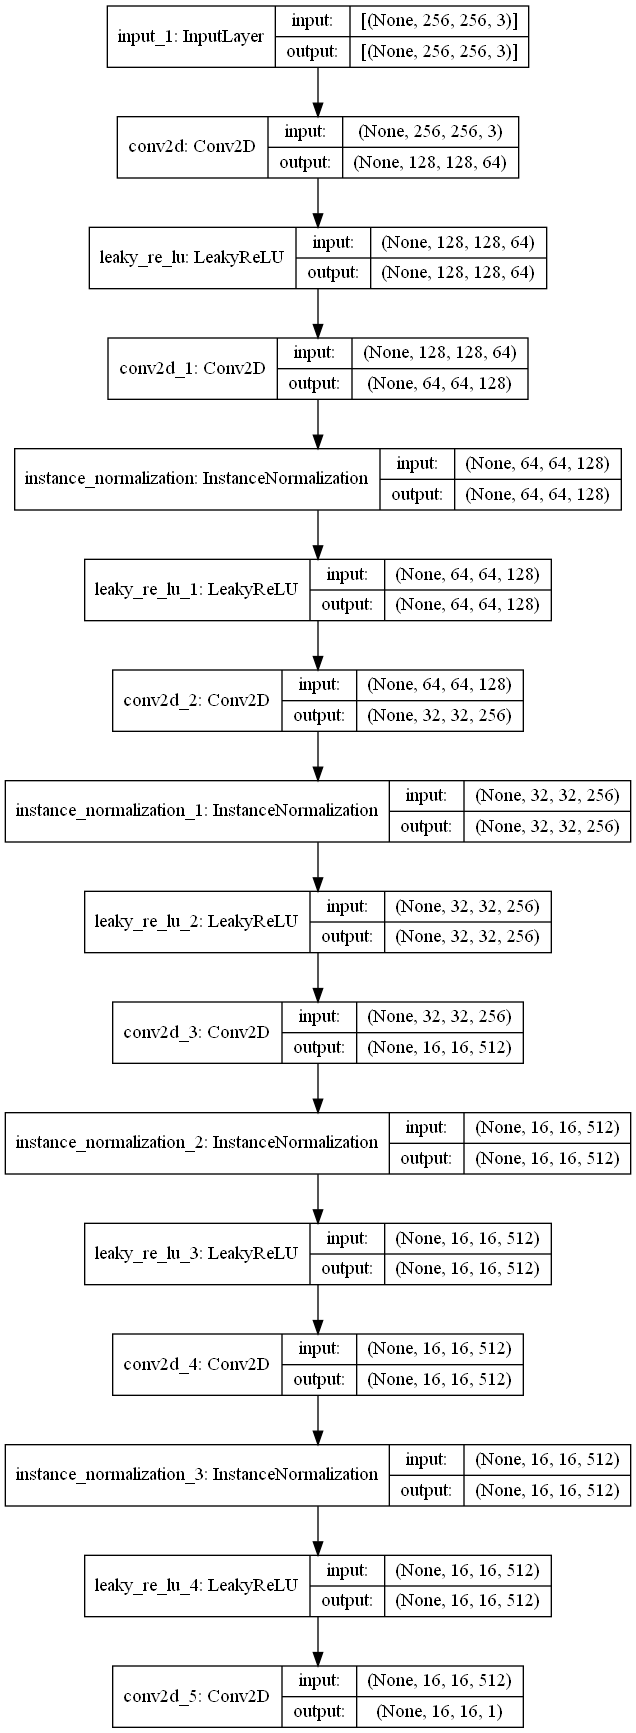 input_1: InputLayer
input:
[(None, 256, 256, 3)]
output:
[(None, 256, 256, 3)]
conv2d: Conv2D
input:
(None, 256, 256, 3)
output:
(None, 128, 128, 64)
leaky_re_lu: LeakyReLU
input:
(None, 128, 128, 64)
output:
(None, 128, 128, 64)
conv2d_1: Conv2D
input:
(None, 128, 128, 64)
output:
(None, 64, 64, 128)
instance_normalization: InstanceNormalization
input:
(None, 64, 64, 128)
output:
(None, 64, 64, 128)
leaky_re_lu_1: LeakyReLU
input:
(None, 64, 64, 128)
output:
(None, 64, 64, 128)
conv2d_2: Conv2D
input:
(None, 64, 64, 128)
output:
(None, 32, 32, 256)
instance_normalization_1: InstanceNormalization
input:
(None, 32, 32, 256)
output:
(None, 32, 32, 256)
leaky_re_lu_2: LeakyReLU
input:
(None, 32, 32, 256)
output:
(None, 32, 32, 256)
conv2d_3: Conv2D
input:
(None, 32, 32, 256)
output:
(None, 16, 16, 512)
instance_normalization_2: InstanceNormalization
input:
(None, 16, 16, 512)
output:
(None, 16, 16, 512)
leaky_re_lu_3: LeakyReLU
input:
(None, 16, 16, 512)
output:
(None, 16, 16, 512)
conv2d_4: Conv2D
input:
(None, 16, 16, 512)
output:
(None, 16, 16, 512)
instance_normalization_3: InstanceNormalization
input:
(None, 16, 16, 512)
output:
(None, 16, 16, 512)
leaky_re_lu_4: LeakyReLU
input:
(None, 16, 16, 512)
output:
(None, 16, 16, 512)
conv2d_5: Conv2D
input:
(None, 16, 16, 512)
output:
(None, 16, 16, 1)